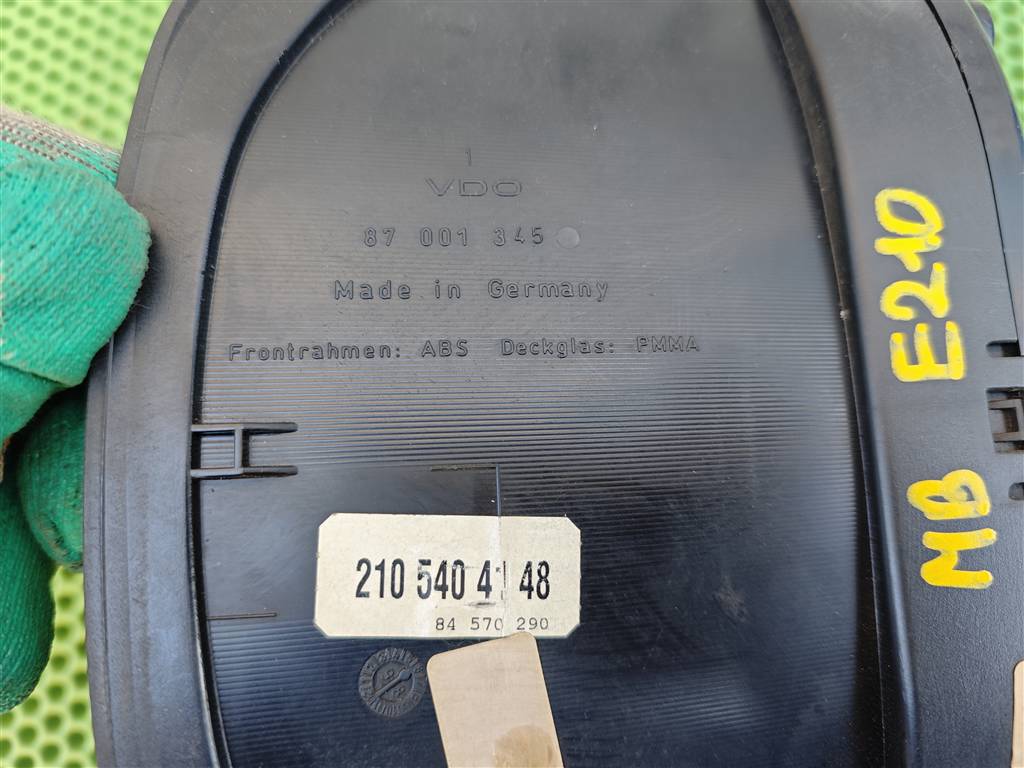 1
VDO
87 001 345
Made in Germany
Frontrahmen: ABS Deckglas: PMMA
210 540 41 48
84 570 290
MB E210